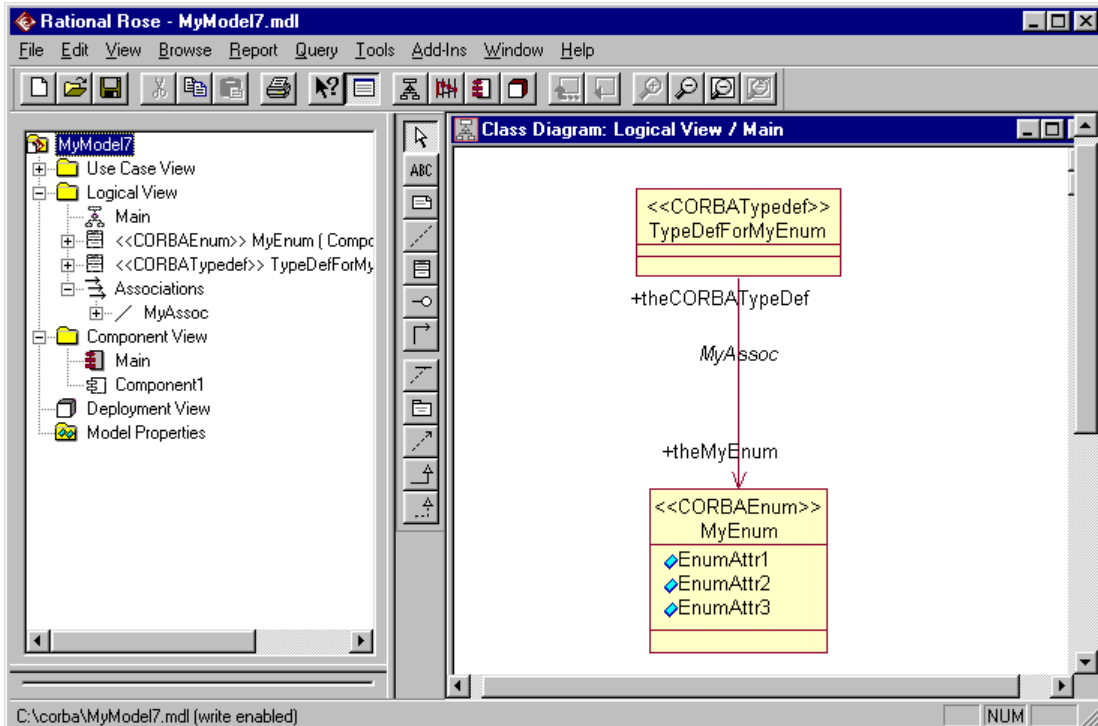 Rational Rose - MyModel7.mdl
File Edit View Browse Report Query Tools Add-Ins Window Help
MyModel7
Use Case View
Logical View
Main
<<CORBAEnum>> MyEnum ( Compo
<<CORBATypedef>> TypeDefForMy
Associations
MyAssoc
Component View
Main
Component1
Deployment View
Model Properties
ABC
Class Diagram: Logical View / Main
<<CORBATypedef>>
TypeDefForMyEnum
+theCORBATypeDef
MyAssoc
+theMyEnum
<<CORBAEnum>>
MyEnum
EnumAttr1
EnumAttr2
EnumAttr3
C:\corba\MyModel7.mdl (write enabled)
NUM